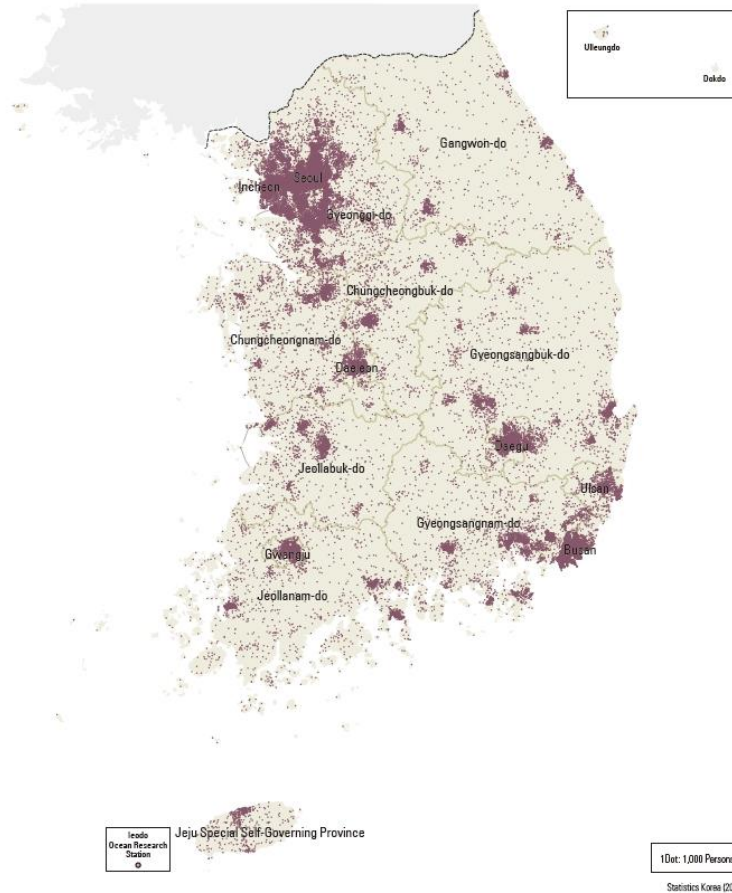 Ulleungdo
Dokdo
Gangwon-do
Seoul
Incheon
Gyeonggi-do
Chungcheongbuk-do
Chungcheongnam-do
Gyeongsangbuk-do
Daejeon
Daegu
Jeollabuk-do
Ulsan
Gyeongsangnam-do
Gwangju
Busan
Jeollanam-do
Ieodo
Ocean Research
Station
Jeju Special Self-Governing Province
1Dot: 1,000 Persons
Statistics Korea